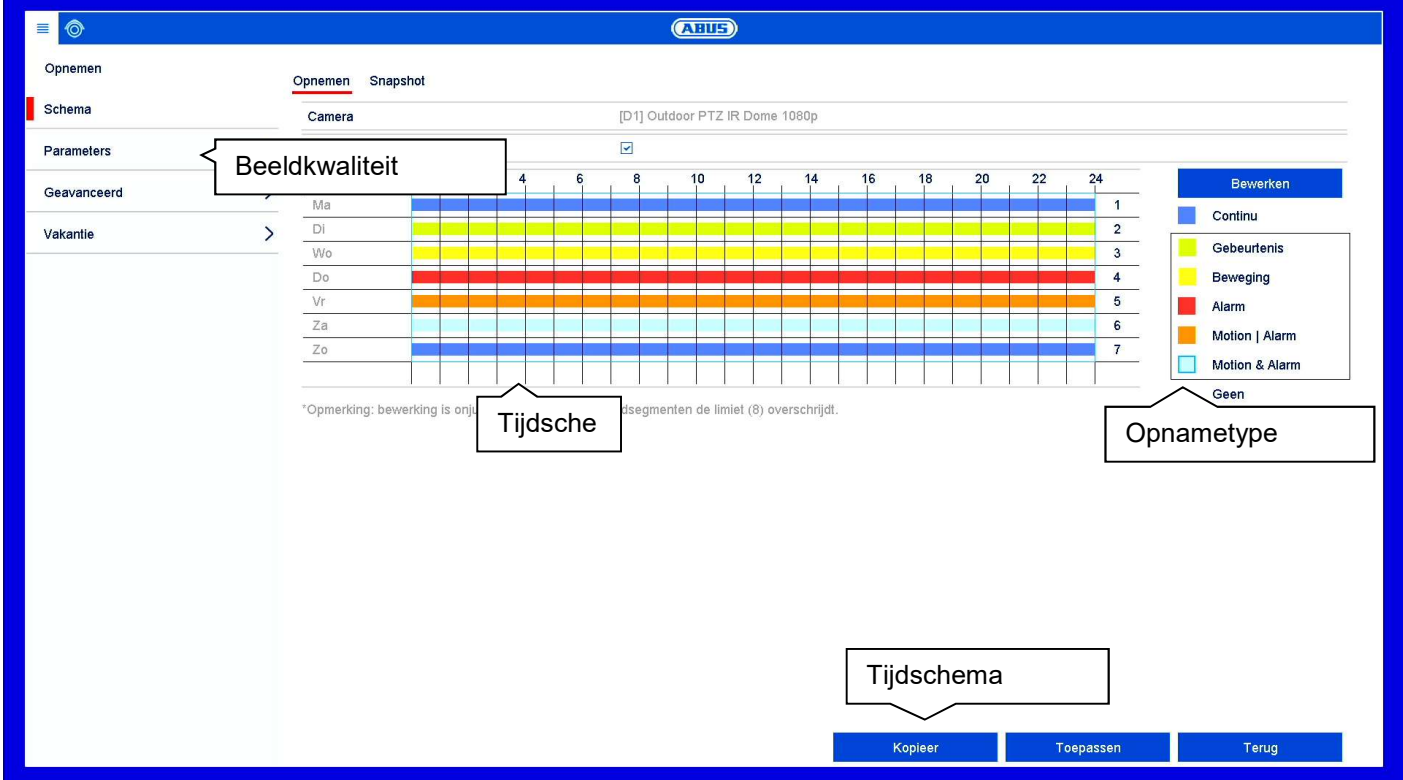 ABUS
Opnemen
Schema
Parameters
Geavanceerd
Vakantie
Beeldkwaliteit
Opnemen Snapshot
Camera [D1] Outdoor PTZ IR Dome 1080p
4 6 8 10 12 14 16 18 20 22 24
Ma 1
Di 2
Wo 3
Do 4
Vr 5
Za 6
Zo 7
*Opmerking: bewerking is de limiet (8) overschrijdt.
Tijdsche
Bewerken
Continu
Gebeurtenis
Beweging
Alarm
Motion | Alarm
Motion & Alarm
Geen
Opnametype
Tijdschema
Kopieer Toepassen Terug